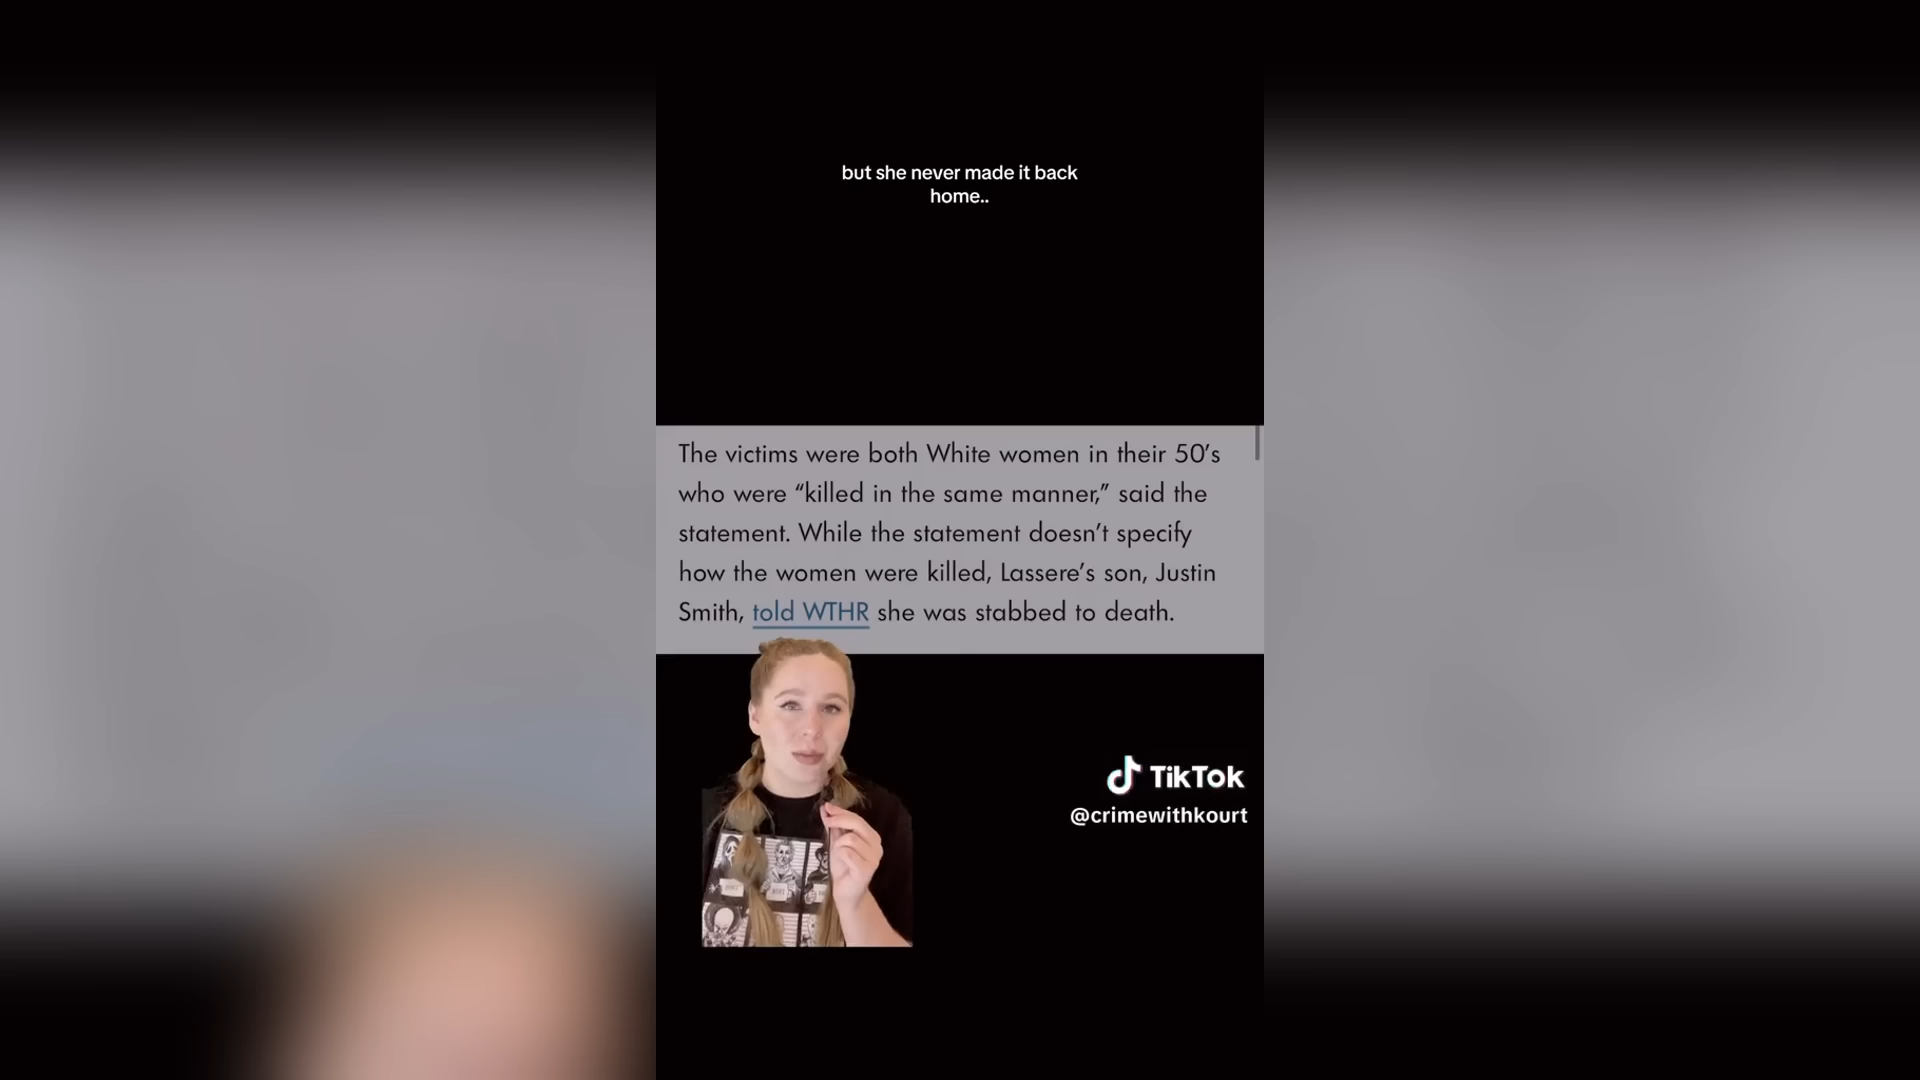 but she never made it back
home..
The victims were both White women in their 50’s
who were “killed in the same manner,” said the
statement. While the statement doesn’t specify
how the women were killed, Lassere’s son, Justin
Smith, told WTHR she was stabbed to death.
TikTok
@crimewithkourt